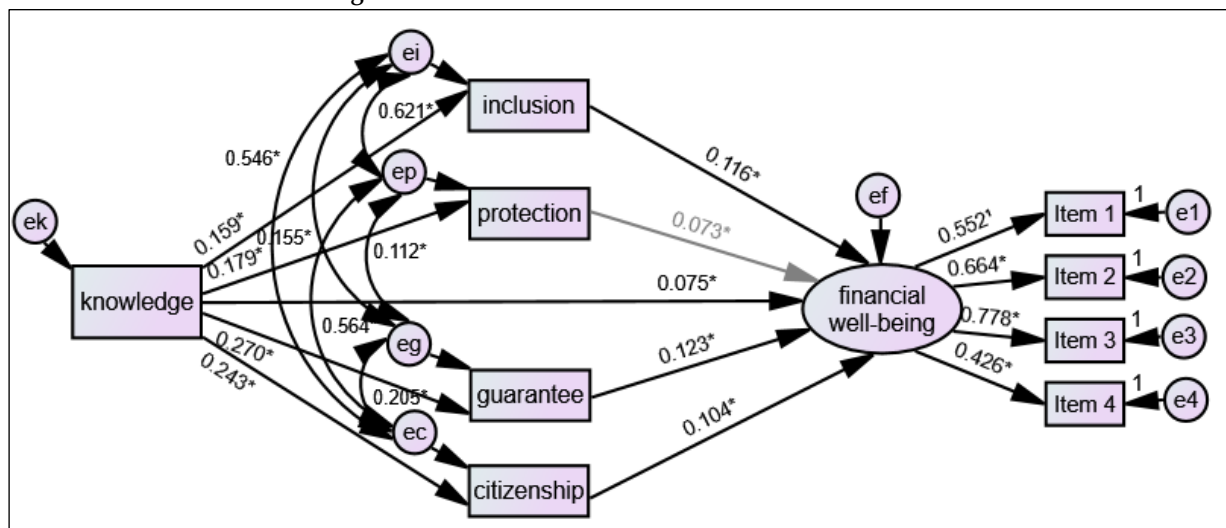 ei
inclusion
0.621*
0.546*
ep
protection
0.116*
ef
0.073*
ek
0.159*
0.155*
0.179*
0.112*
knowledge
0.075*
financial
well-being
0.552¹
Item 1
1
e1
0.664*
Item 2
1
e2
0.778*
Item 3
1
e3
0.426*
Item 4
1
e4
0.564
eg
0.270*
0.243*
0.205*
guarantee
0.123*
ec
citizenship
0.104*